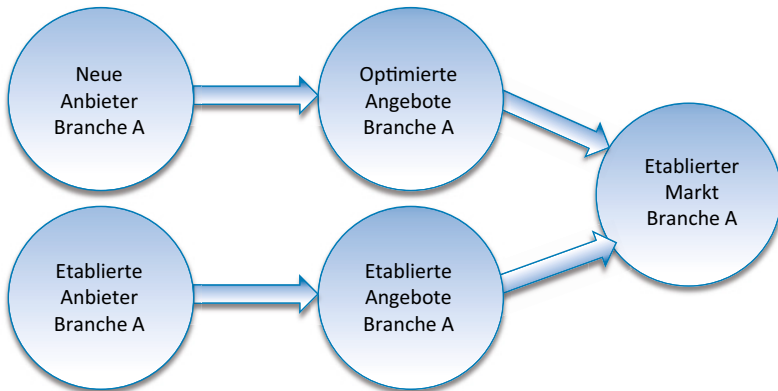 Neue
Anbieter
Branche A
Optimierte
Angebote
Branche A
Etablierter
Markt
Branche A
Etablierte
Anbieter
Branche A
Etablierte
Angebote
Branche A